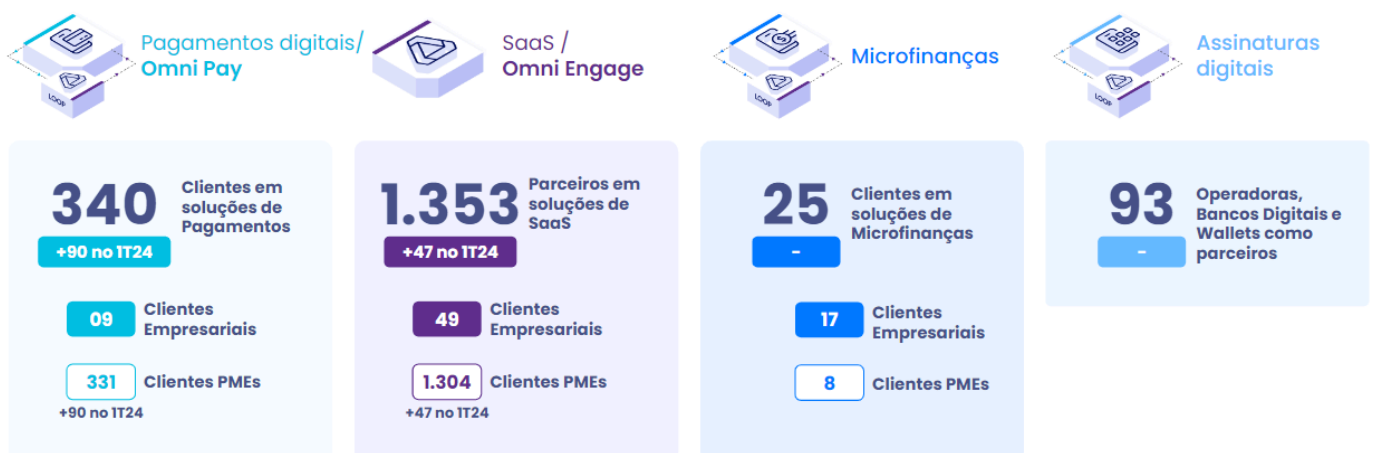 Pagamentos digitais/
Omni Pay
LOOP
340
Clientes em
soluções de
Pagamentos
+90 no 1T24
09
Clientes
Empresariais
331
Clientes PMEs
+90 no 1T24
SaaS /
Omni Engage
1.353
Parceiros em
soluções de
SaaS
+47 no 1T24
49
Clientes
Empresariais
1.304
Clientes PMEs
+47 no 1T24
Microfinanças
LOOP
25
Clientes em
soluções de
Microfinanças
-
17
Clientes
Empresariais
8
Clientes PMEs
Assinaturas
digitais
LOOP
93
Operadoras,
Bancos Digitais e
Wallets como
parceiros
-